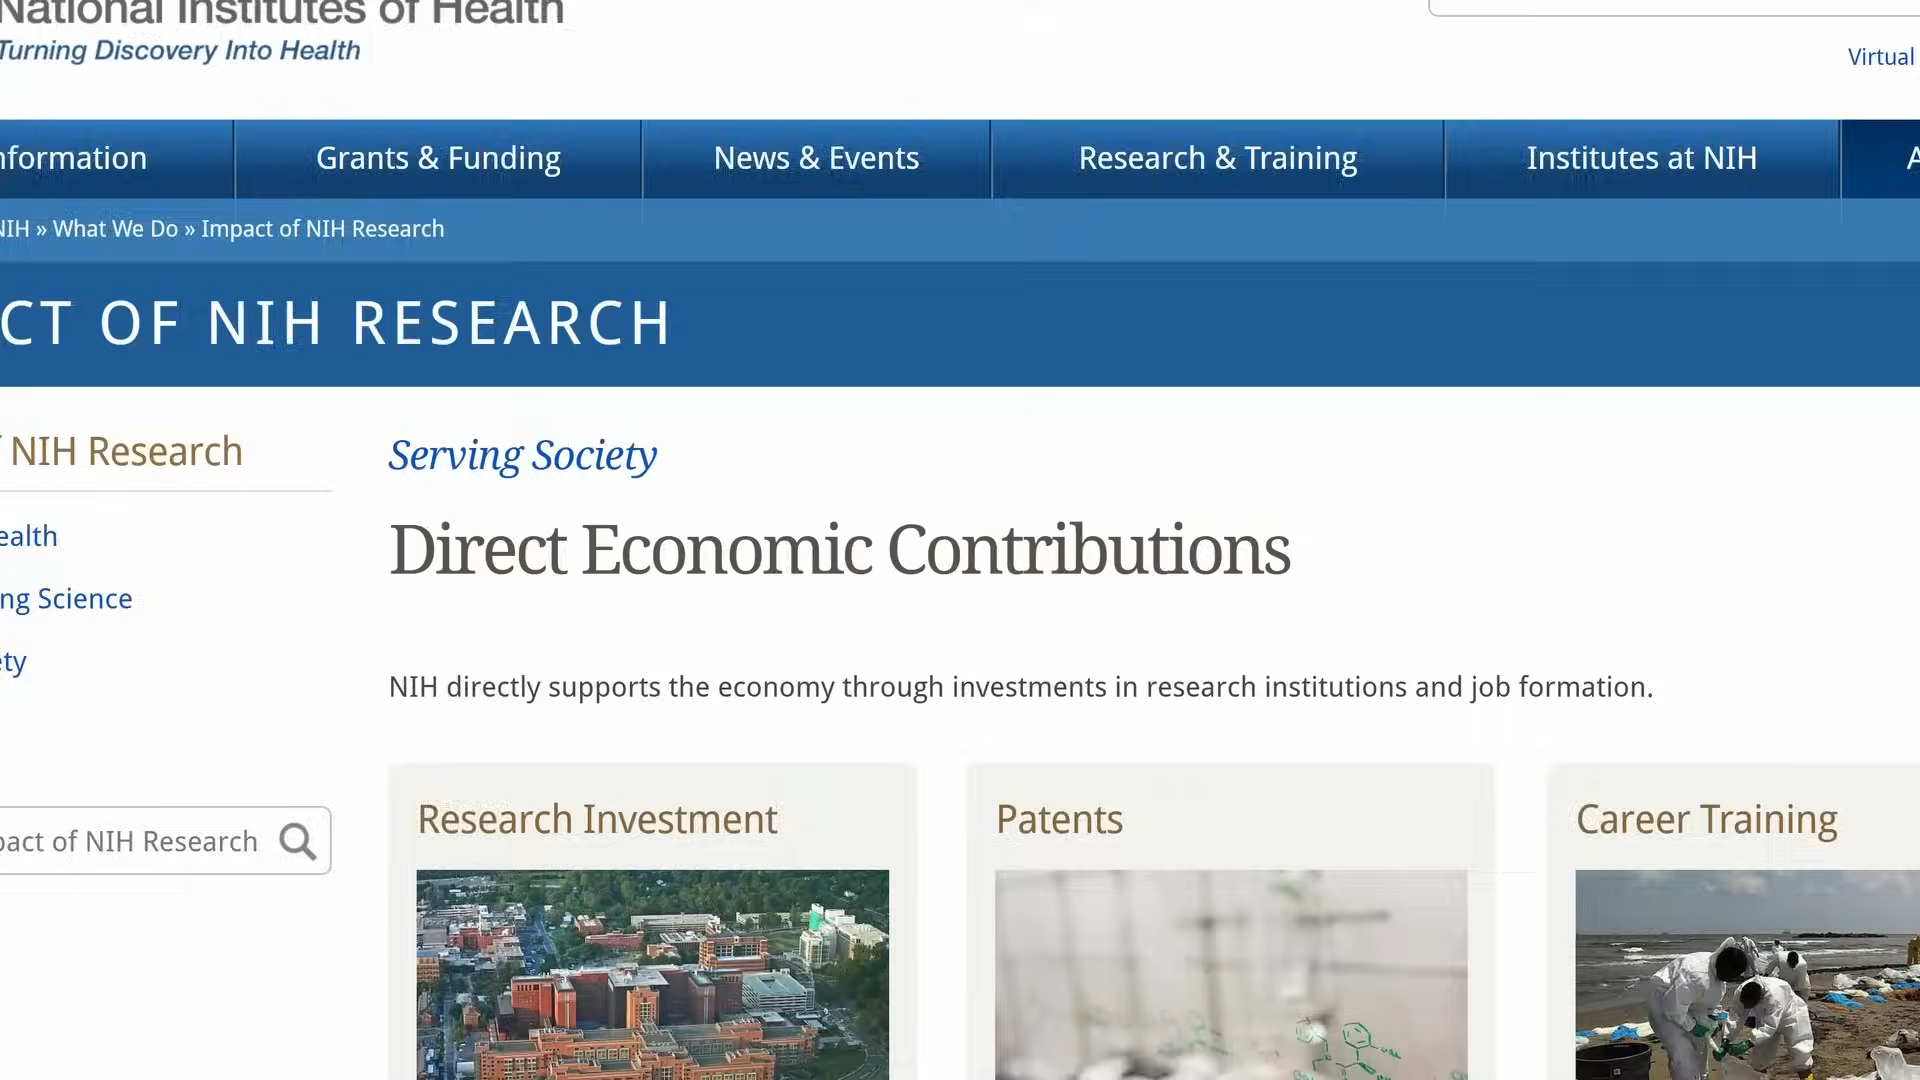 National Institutes of Health
Turning Discovery Into Health
Virtual
nformation
Grants & Funding
News & Events
Research & Training
Institutes at NIH
NIH » What We Do » Impact of NIH Research
CT OF NIH RESEARCH
NIH Research
Serving Society
Direct Economic Contributions
ealth
ng Science
ety
NIH directly supports the economy through investments in research institutions and job formation.
pact of NIH Research
Research Investment
Patents
Career Training